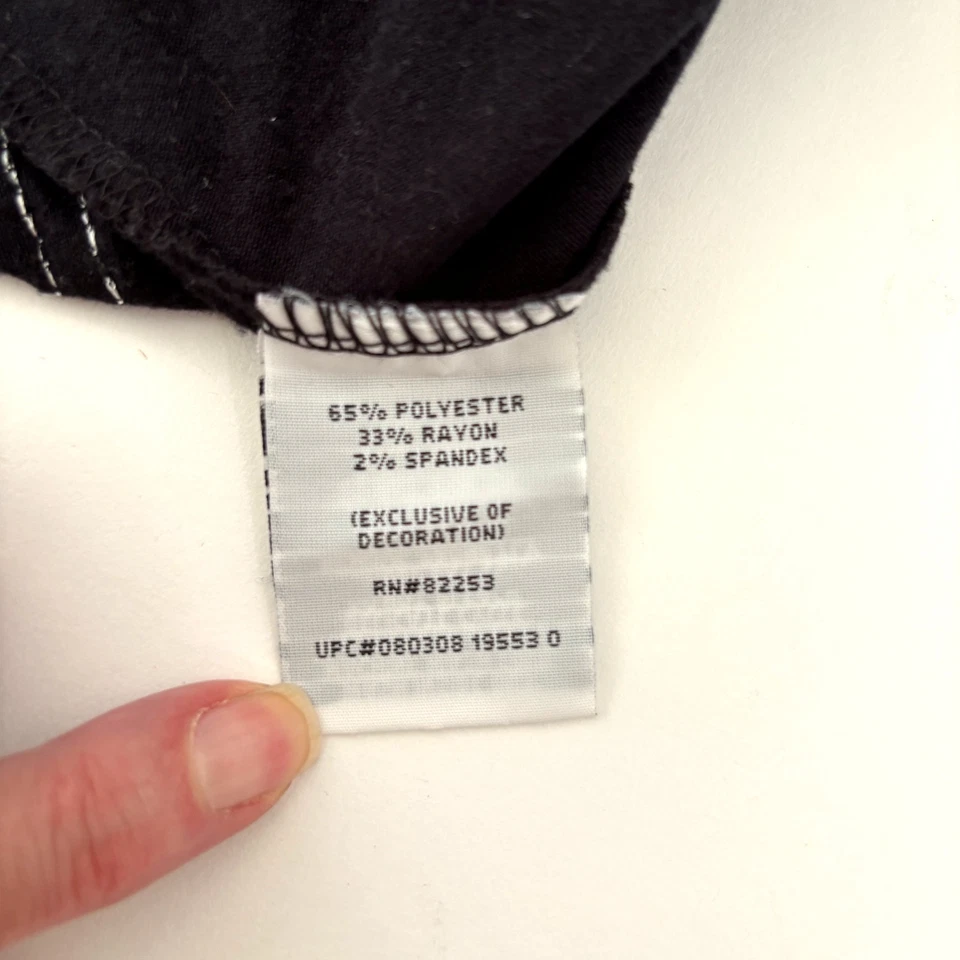 65% POLYESTER
33% RAYON
2% SPANDEX
(EXCLUSIVE OF
DECORATION)
RN#82253
UPC#080308 19553 0